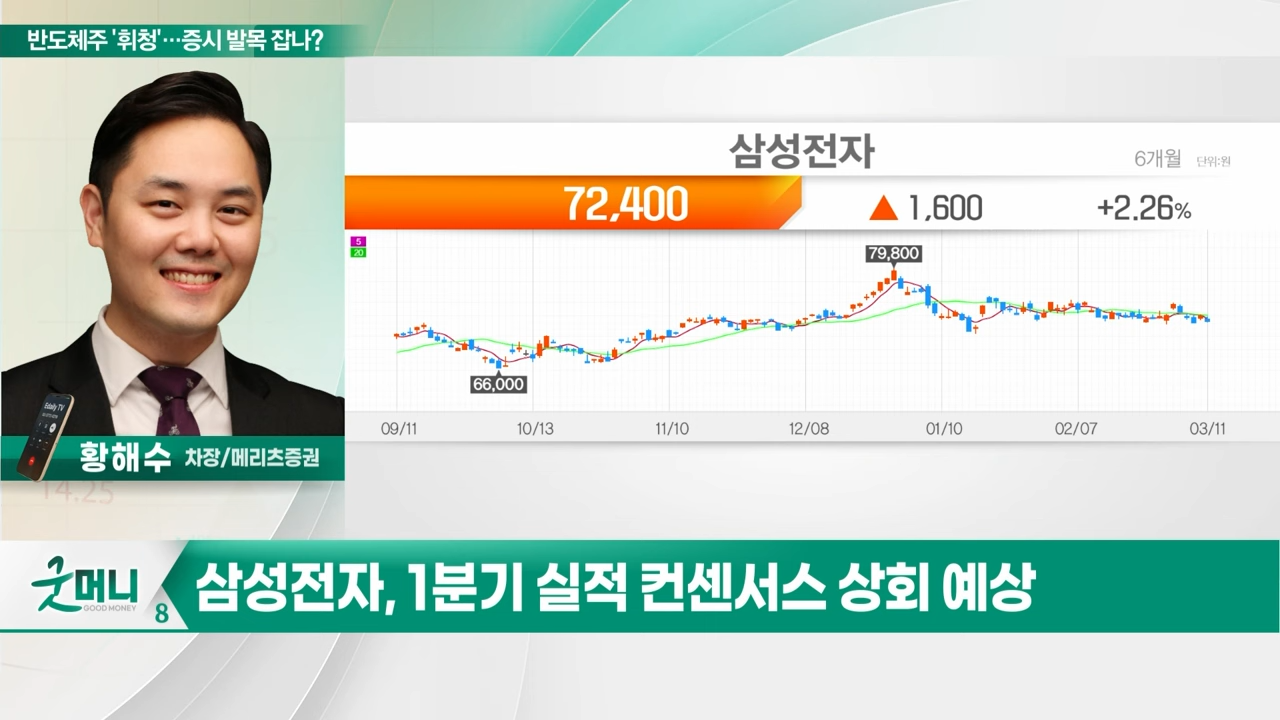 반도체주 '휘청'…증시 발목 잡나?
삼성전자
6개월 단위:원
72,400 ▲ 1,600 +2.26%
5
20
79,800
66,000
09/11 10/13 11/10 12/08 01/10 02/07 03/11
Edaily TV
황해수 차장/메리츠증권
14.25
굿머니
GOOD MONEY
8
삼성전자, 1분기 실적 컨센서스 상회 예상